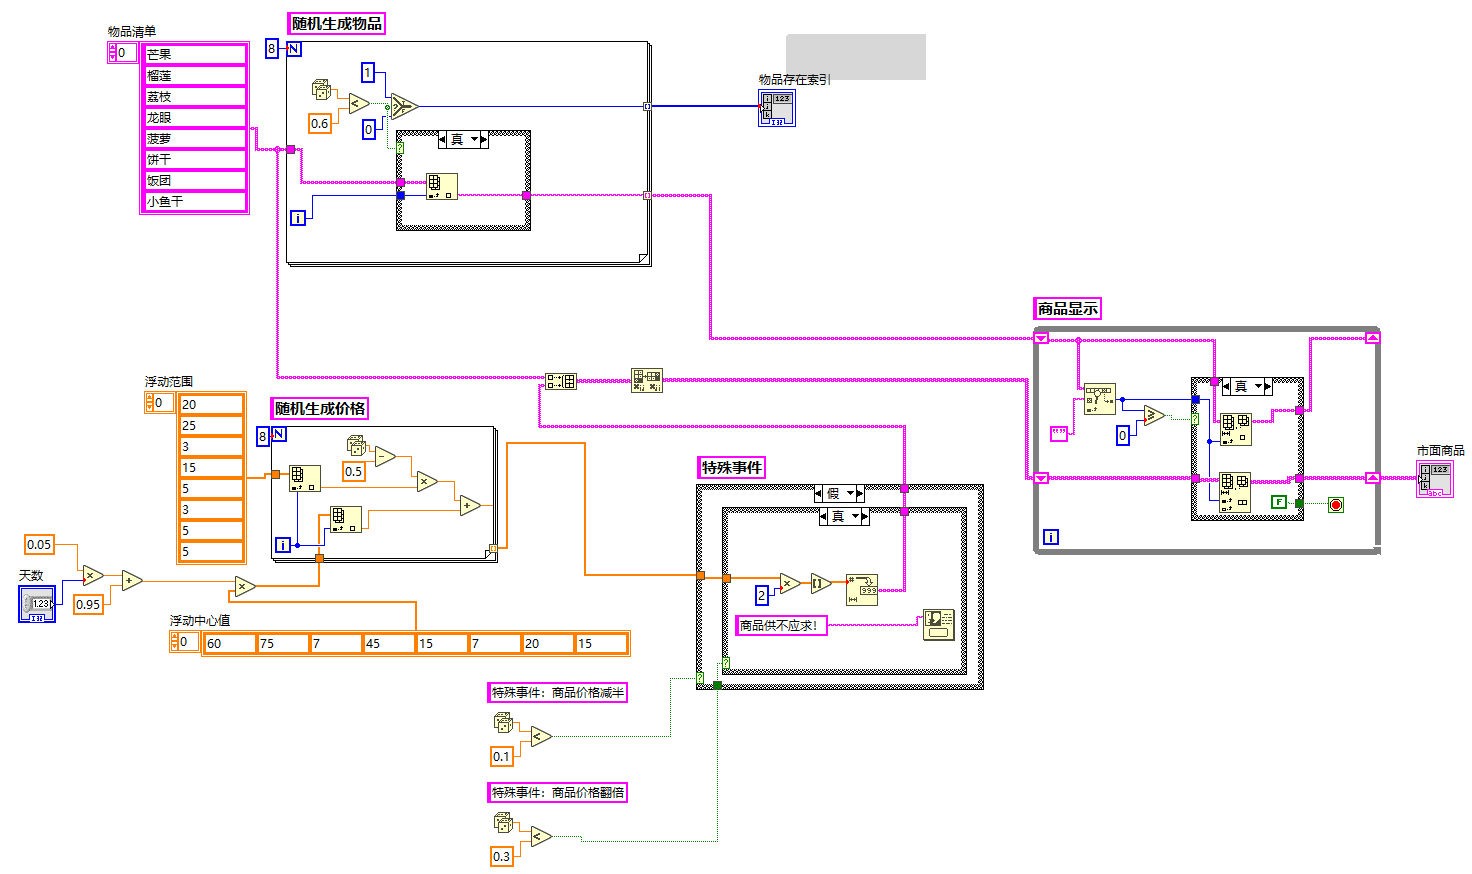 随机生成物品
物品清单
0
芒果
榴莲
荔枝
龙眼
菠萝
饼干
饭团
小鱼干
8
N
1
0.6
0
真
i
物品存在索引
商品显示
真
0
F
i
市面商品
浮动范围
0
20
25
3
15
5
3
5
5
随机生成价格
8
N
0.5
i
0.05
天数
1.23
I32
0.95
浮动中心值
0
60
75
7
45
15
7
20
15
特殊事件
假
真
2
商品供不应求！
特殊事件：商品价格减半
0.1
特殊事件：商品价格翻倍
0.3